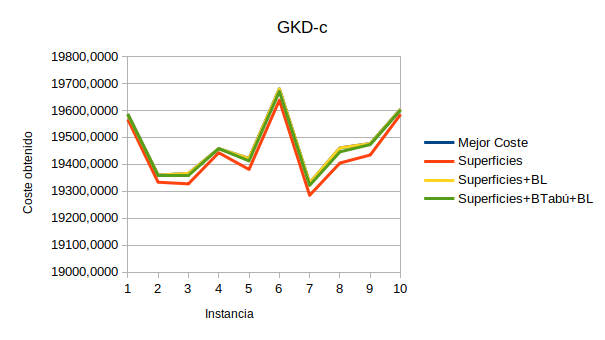 GKD-c
19800,0000
19700,0000
19600,0000
19500,0000
19400,0000
19300,0000
19200,0000
19100,0000
19000,0000
Coste obtenido
1 2 3 4 5 6 7 8 9 10
Instancia
Mejor Coste
Superficies
Superficies+BL
Superficies+BTabú+BL